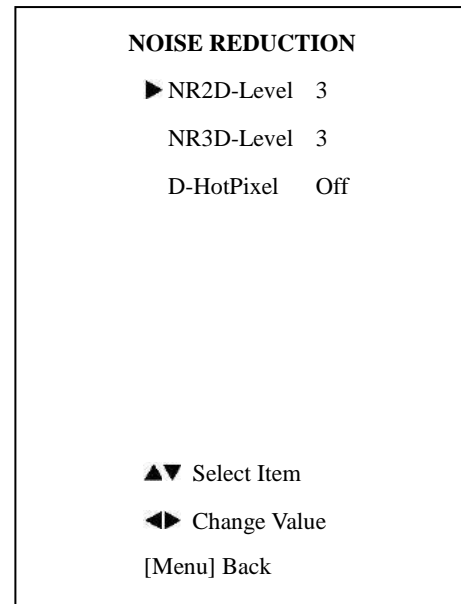 NOISE REDUCTION
▶NR2D-Level 3
NR3D-Level 3
D-HotPixel Off
▲▼ Select Item
◀▶ Change Value
[Menu] Back